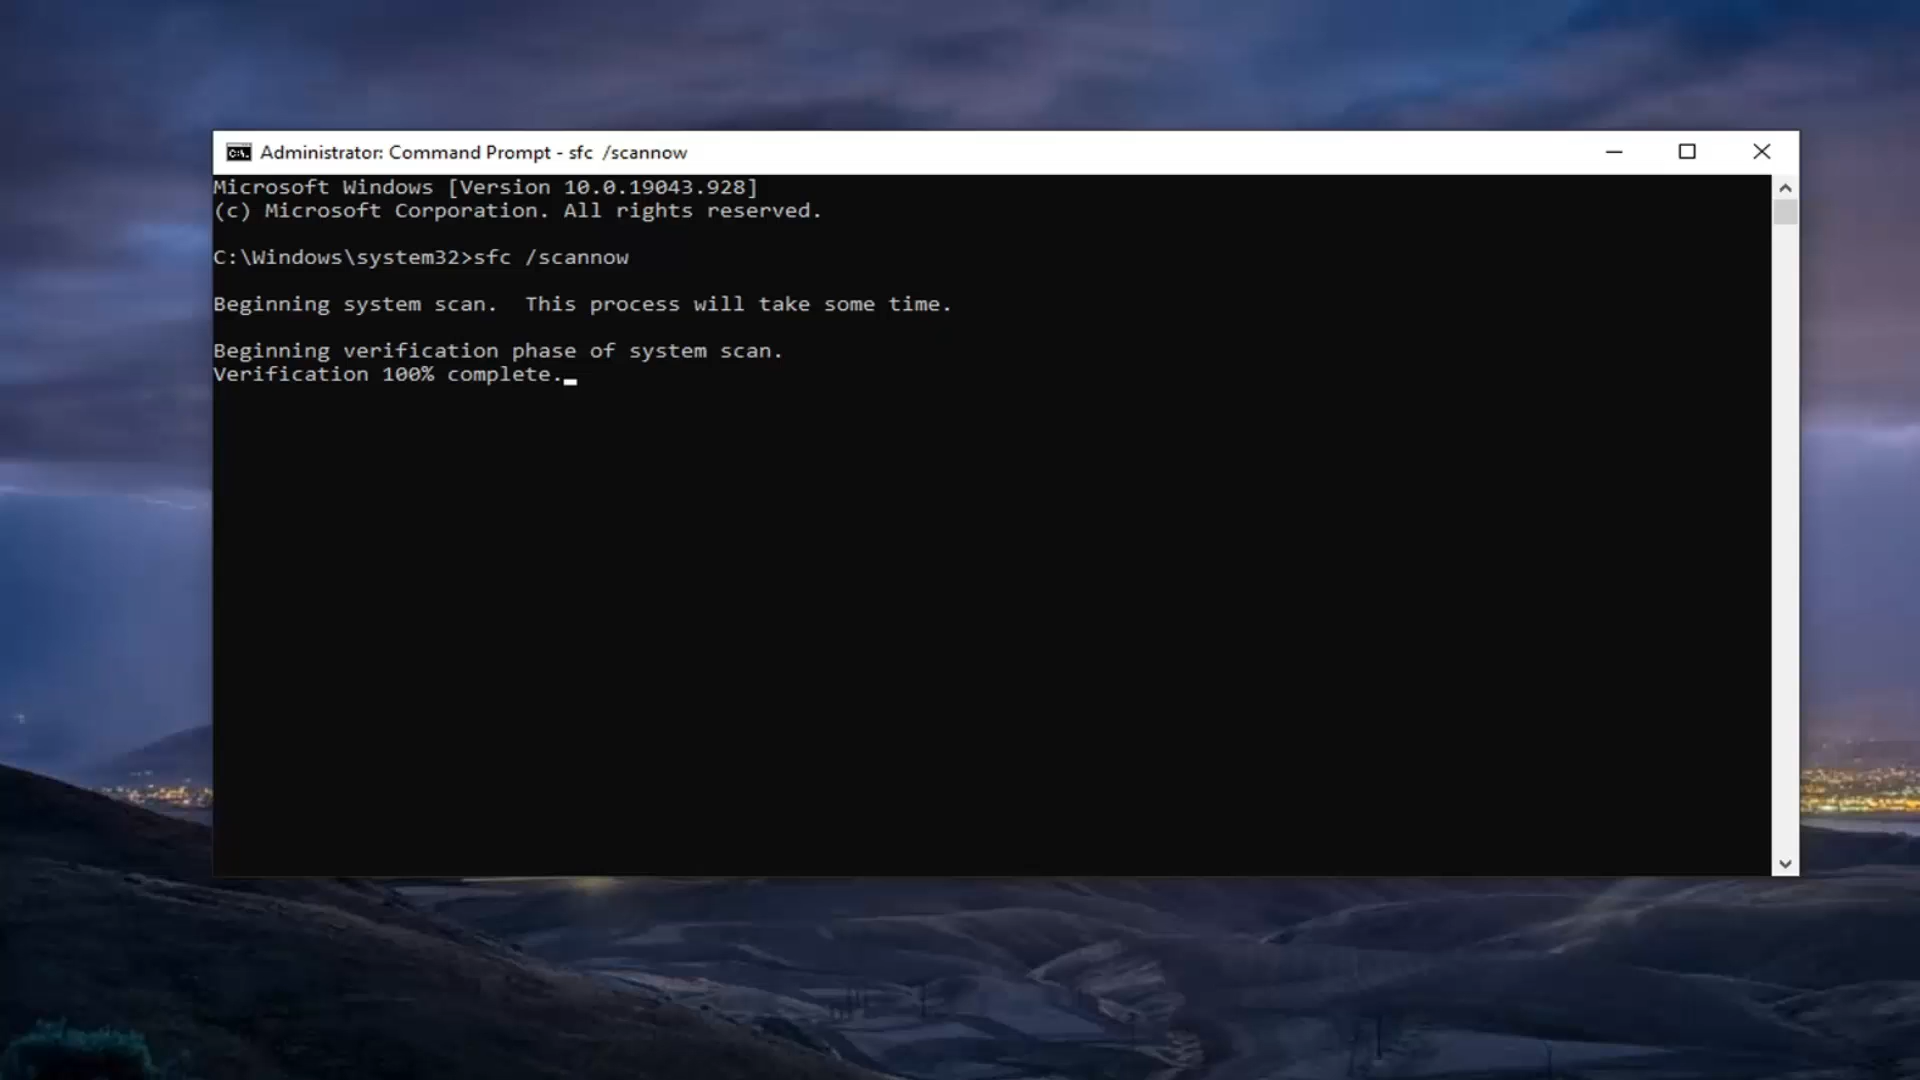 Administrator: Command Prompt - sfc  /scannow
Microsoft Windows [Version 10.0.19043.928]
(c) Microsoft Corporation. All rights reserved.
C:\Windows\system32>sfc /scannow
Beginning system scan.  This process will take some time.
Beginning verification phase of system scan.
Verification 100% complete.